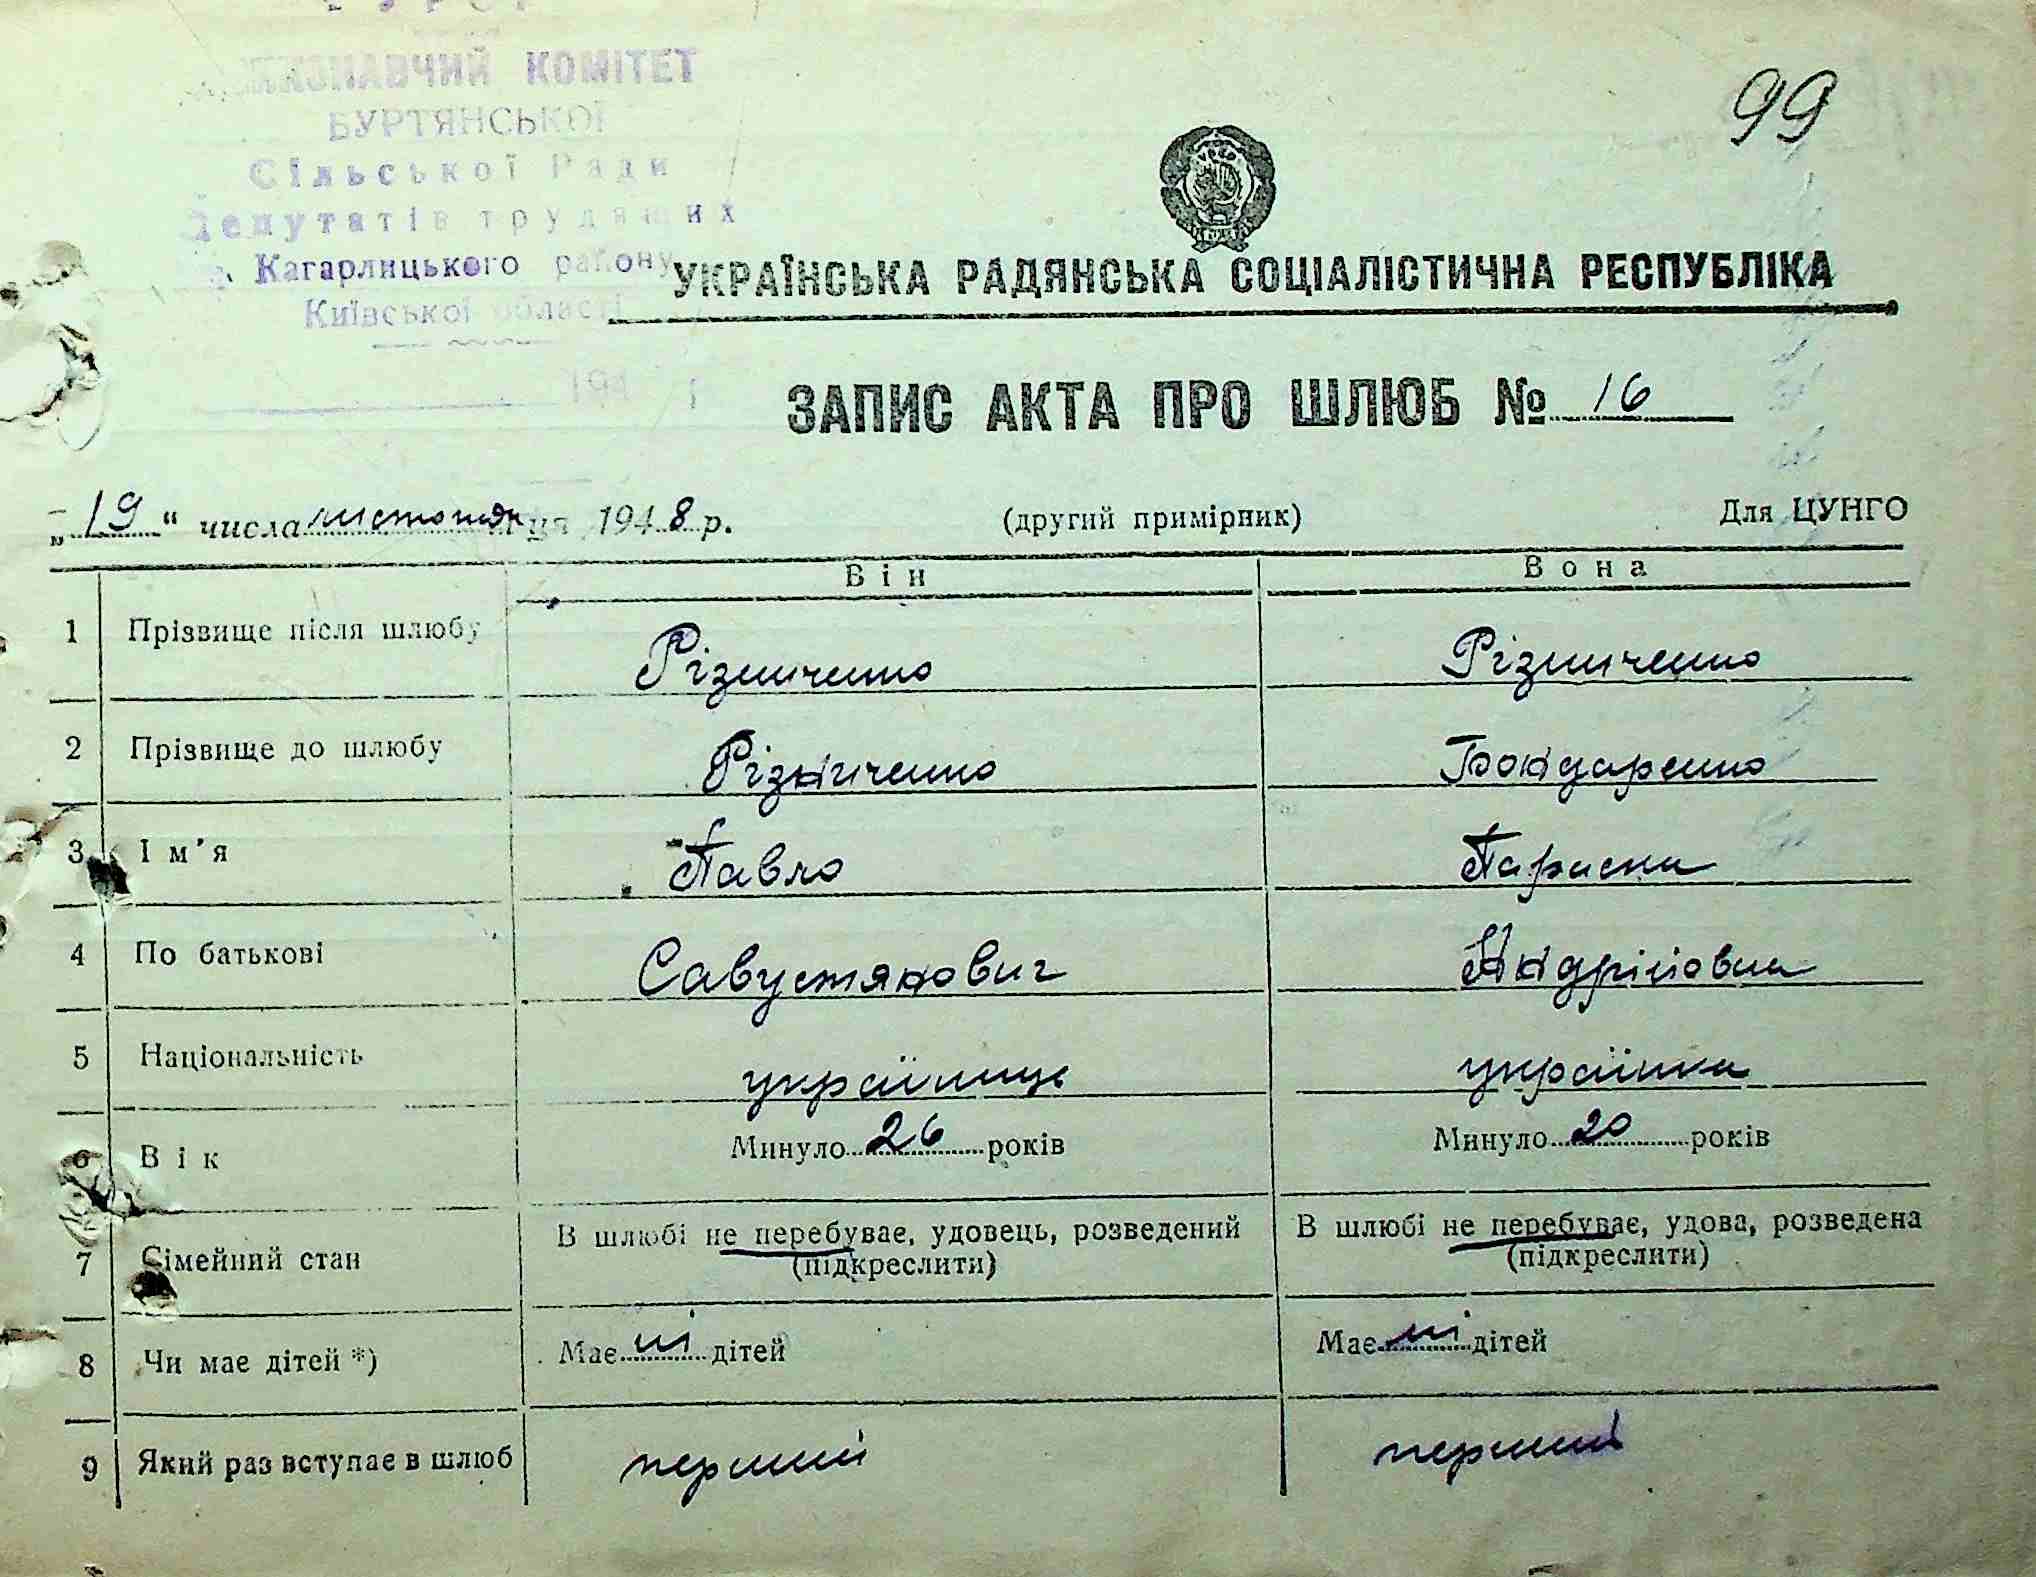 УРСР
ВИКОНАВЧИЙ КОМІТЕТ
БУРТЯНСЬКОЇ
Сільської Ради
Депутатів трудящих
Кагарлицького району
Київської області
194 р
99
УКРАЇНСЬКА РАДЯНСЬКА СОЦІАЛІСТИЧНА РЕСПУБЛІКА
ЗАПИС АКТА ПРО ШЛЮБ № 16
„19“ числа листопада м-ця 1948 р. (другий примірник) Для ЦУНГО
Він Вона
1 Прізвище після шлюбу Різниченко Різниченко
2 Прізвище до шлюбу Різниченко Бондаренко
3 Ім'я Павло Параска
4 По батькові Савустянович Андріївна
5 Національність українець українка
6 Вік Минуло 26 років Минуло 20 років
7 Сімейний стан В шлюбі не перебуває, удовець, розведений В шлюбі не перебуває, удова, розведена
(підкреслити) (підкреслити)
8 Чи має дітей *) Має ні дітей Має ні дітей
9 Який раз вступає в шлюб перший перший